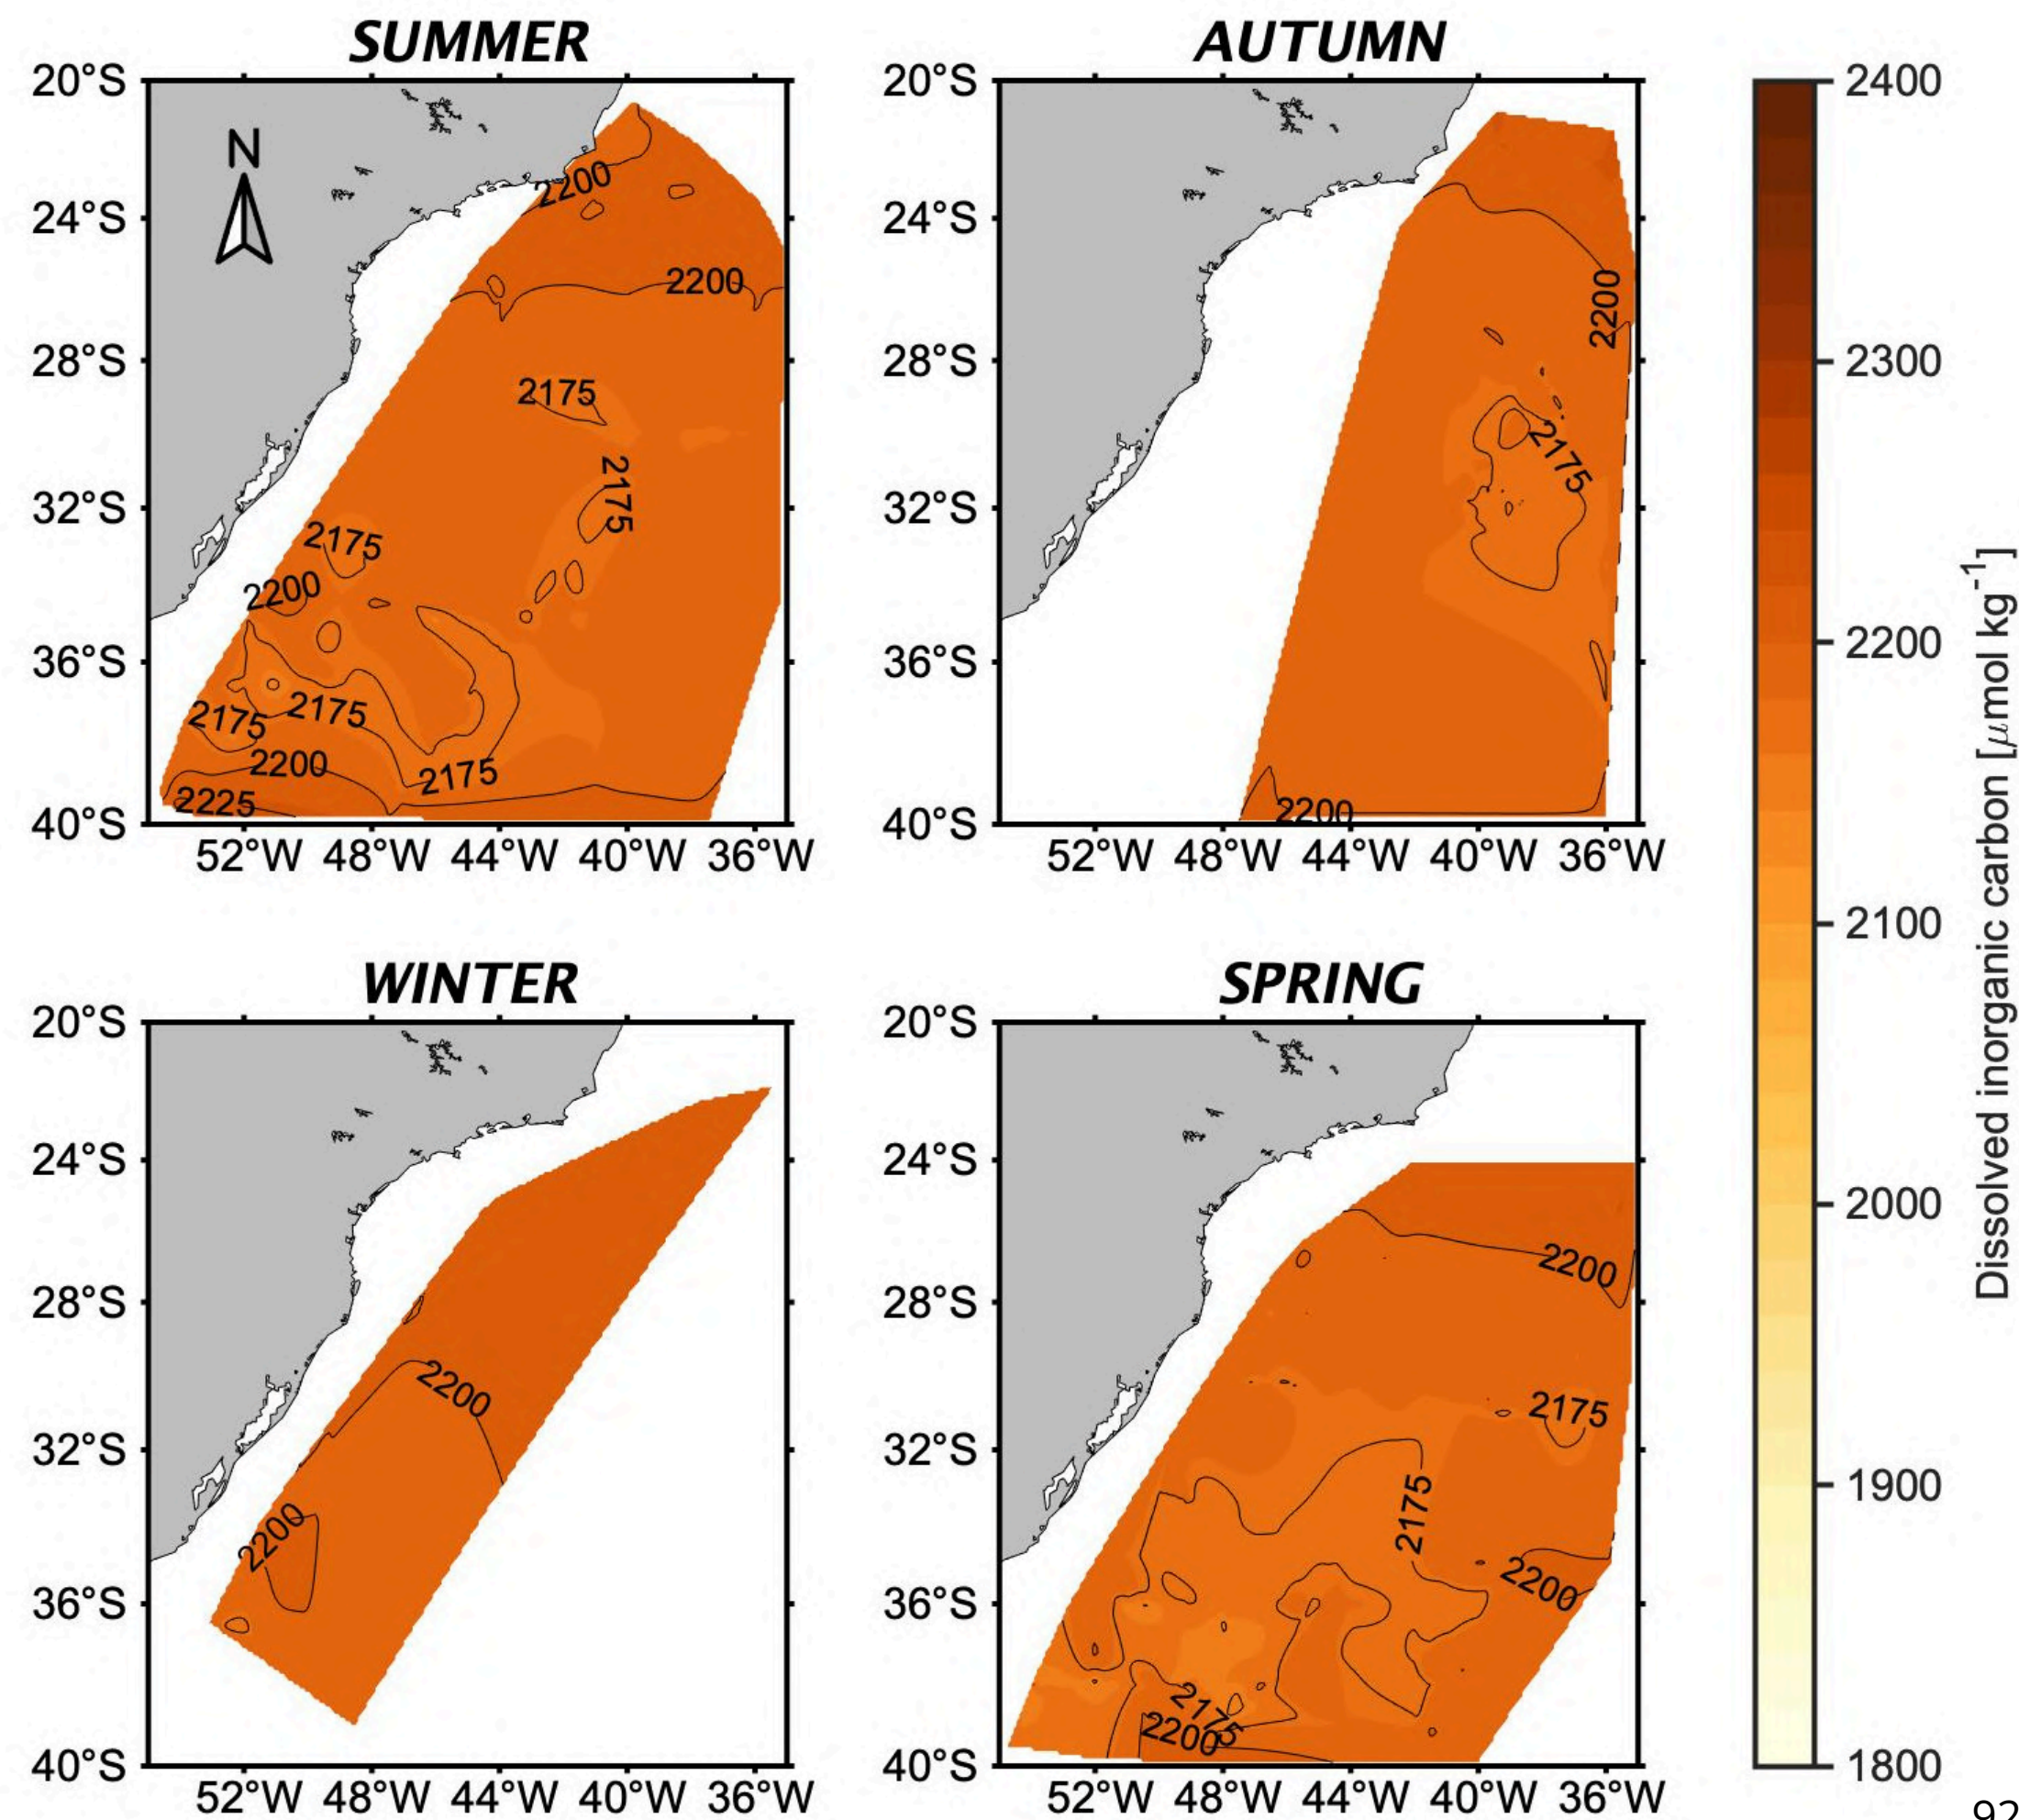 SUMMER
AUTUMN
20°S
24°S
28°S
32°S
36°S
40°S
N
2200
2200
2175
2175
2175
2200
2175
2175
2200
2175
2225
52°W 48°W 44°W 40°W 36°W
20°S
24°S
28°S
32°S
36°S
40°S
2200
2175
2200
52°W 48°W 44°W 40°W 36°W
WINTER
SPRING
20°S
24°S
28°S
32°S
36°S
40°S
2200
2200
52°W 48°W 44°W 40°W 36°W
20°S
24°S
28°S
32°S
36°S
40°S
2200
2175
2175
2200
2175
2200
52°W 48°W 44°W 40°W 36°W
2400
2300
2200
2100
2000
1900
1800
Dissolved inorganic carbon [μmol kg⁻¹]
92